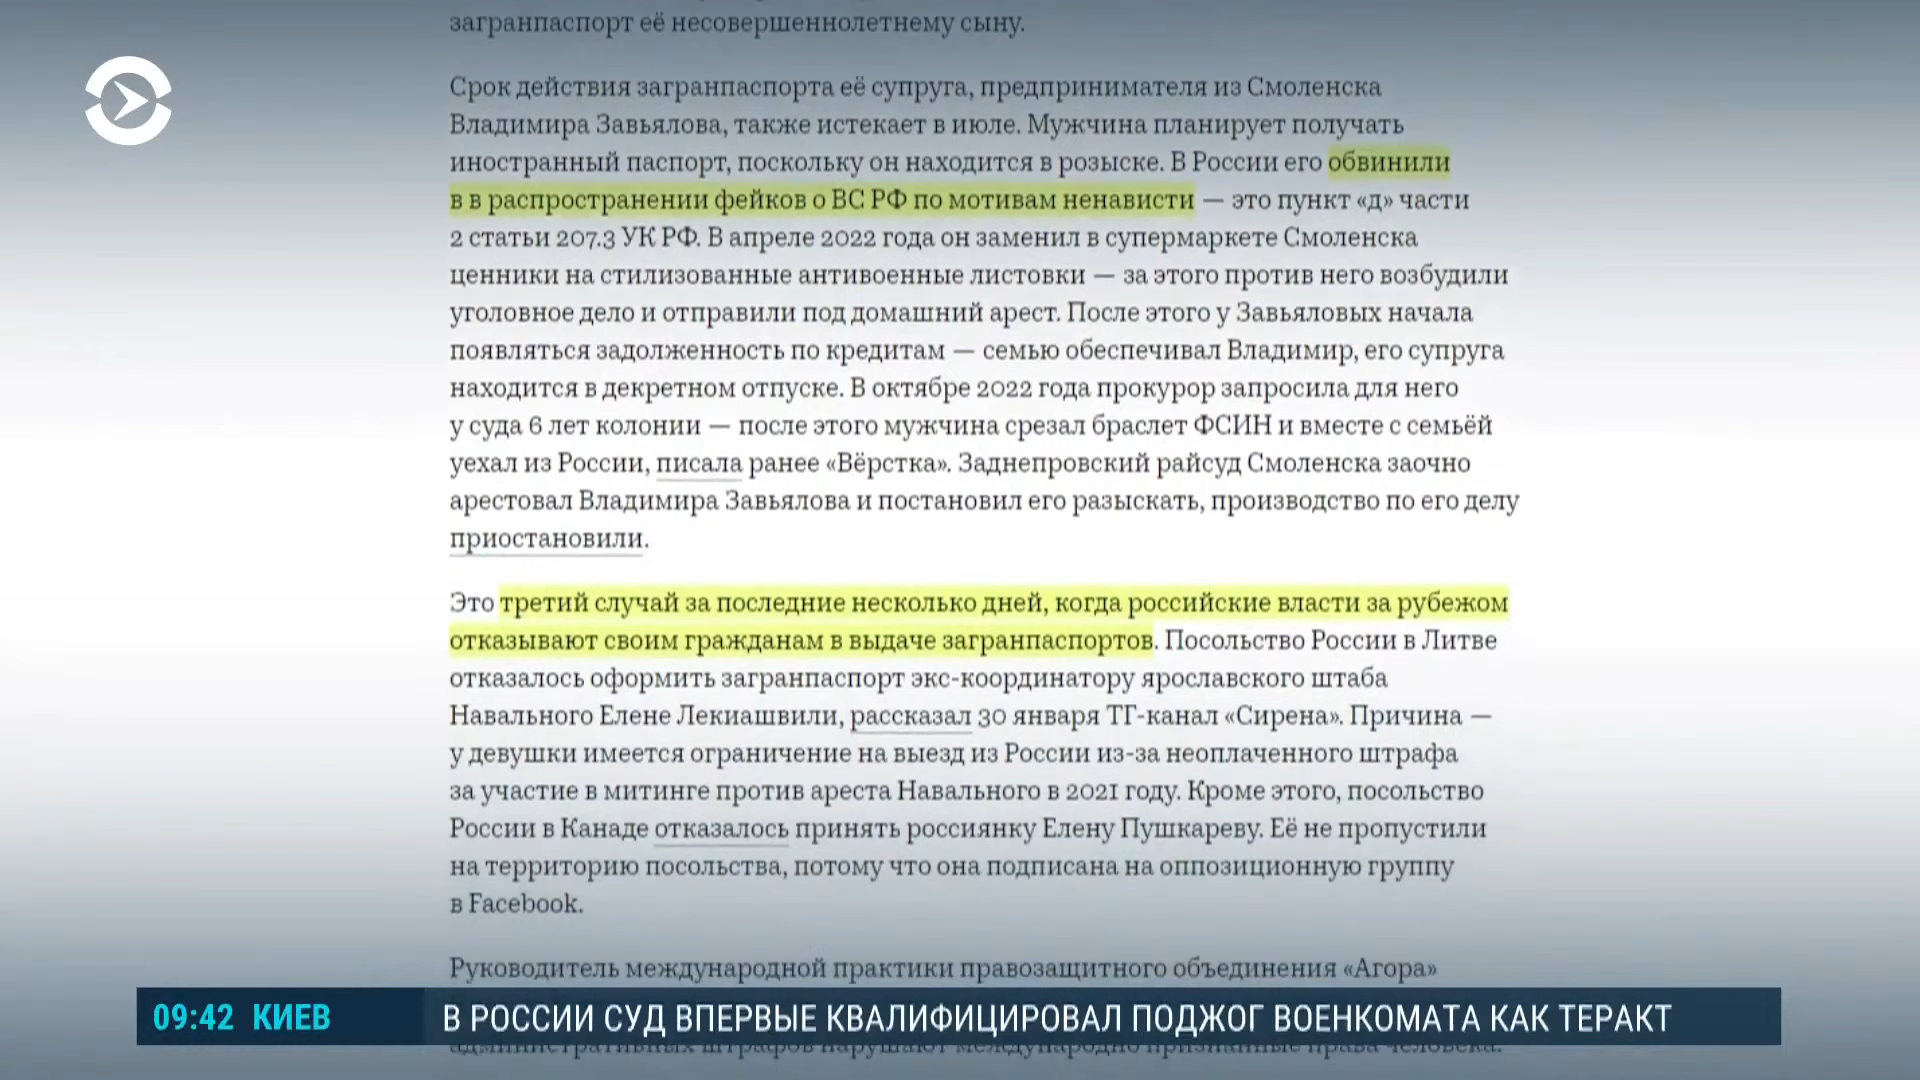 загранпаспорт её несовершеннолетнему сыну.
Срок действия загранпаспорта её супруга, предпринимателя из Смоленска
Владимира Завьялова, также истекает в июле. Мужчина планирует получать
иностранный паспорт, поскольку он находится в розыске. В России его обвинили
в в распространении фейков о ВС РФ по мотивам ненависти — это пункт «д» части
2 статьи 207.3 УК РФ. В апреле 2022 года он заменил в супермаркете Смоленска
ценники на стилизованные антивоенные листовки — за этого против него возбудили
уголовное дело и отправили под домашний арест. После этого у Завьяловых начала
появляться задолженность по кредитам — семью обеспечивал Владимир, его супруга
находится в декретном отпуске. В октябре 2022 года прокурор запросила для него
у суда 6 лет колонии — после этого мужчина срезал браслет ФСИН и вместе с семьёй
уехал из России, писала ранее «Вёрстка». Заднепровский райсуд Смоленска заочно
арестовал Владимира Завьялова и постановил его разыскать, производство по его делу
приостановили.
Это третий случай за последние несколько дней, когда российские власти за рубежом
отказывают своим гражданам в выдаче загранпаспортов. Посольство России в Литве
отказалось оформить загранпаспорт экс-координатору ярославского штаба
Навального Елене Лекиашвили, рассказал 30 января ТГ-канал «Сирена». Причина —
у девушки имеется ограничение на выезд из России из-за неоплаченного штрафа
за участие в митинге против ареста Навального в 2021 году. Кроме этого, посольство
России в Канаде отказалось принять россиянку Елену Пушкареву. Её не пропустили
на территорию посольства, потому что она подписана на оппозиционную группу
в Facebook.
Руководитель международной практики правозащитного объединения «Агора»
09:42 КИЕВ В РОССИИ СУД ВПЕРВЫЕ КВАЛИФИЦИРОВАЛ ПОДЖОГ ВОЕНКОМАТА КАК ТЕРАКТ
административных штрафов нарушают международно признанные права человека.